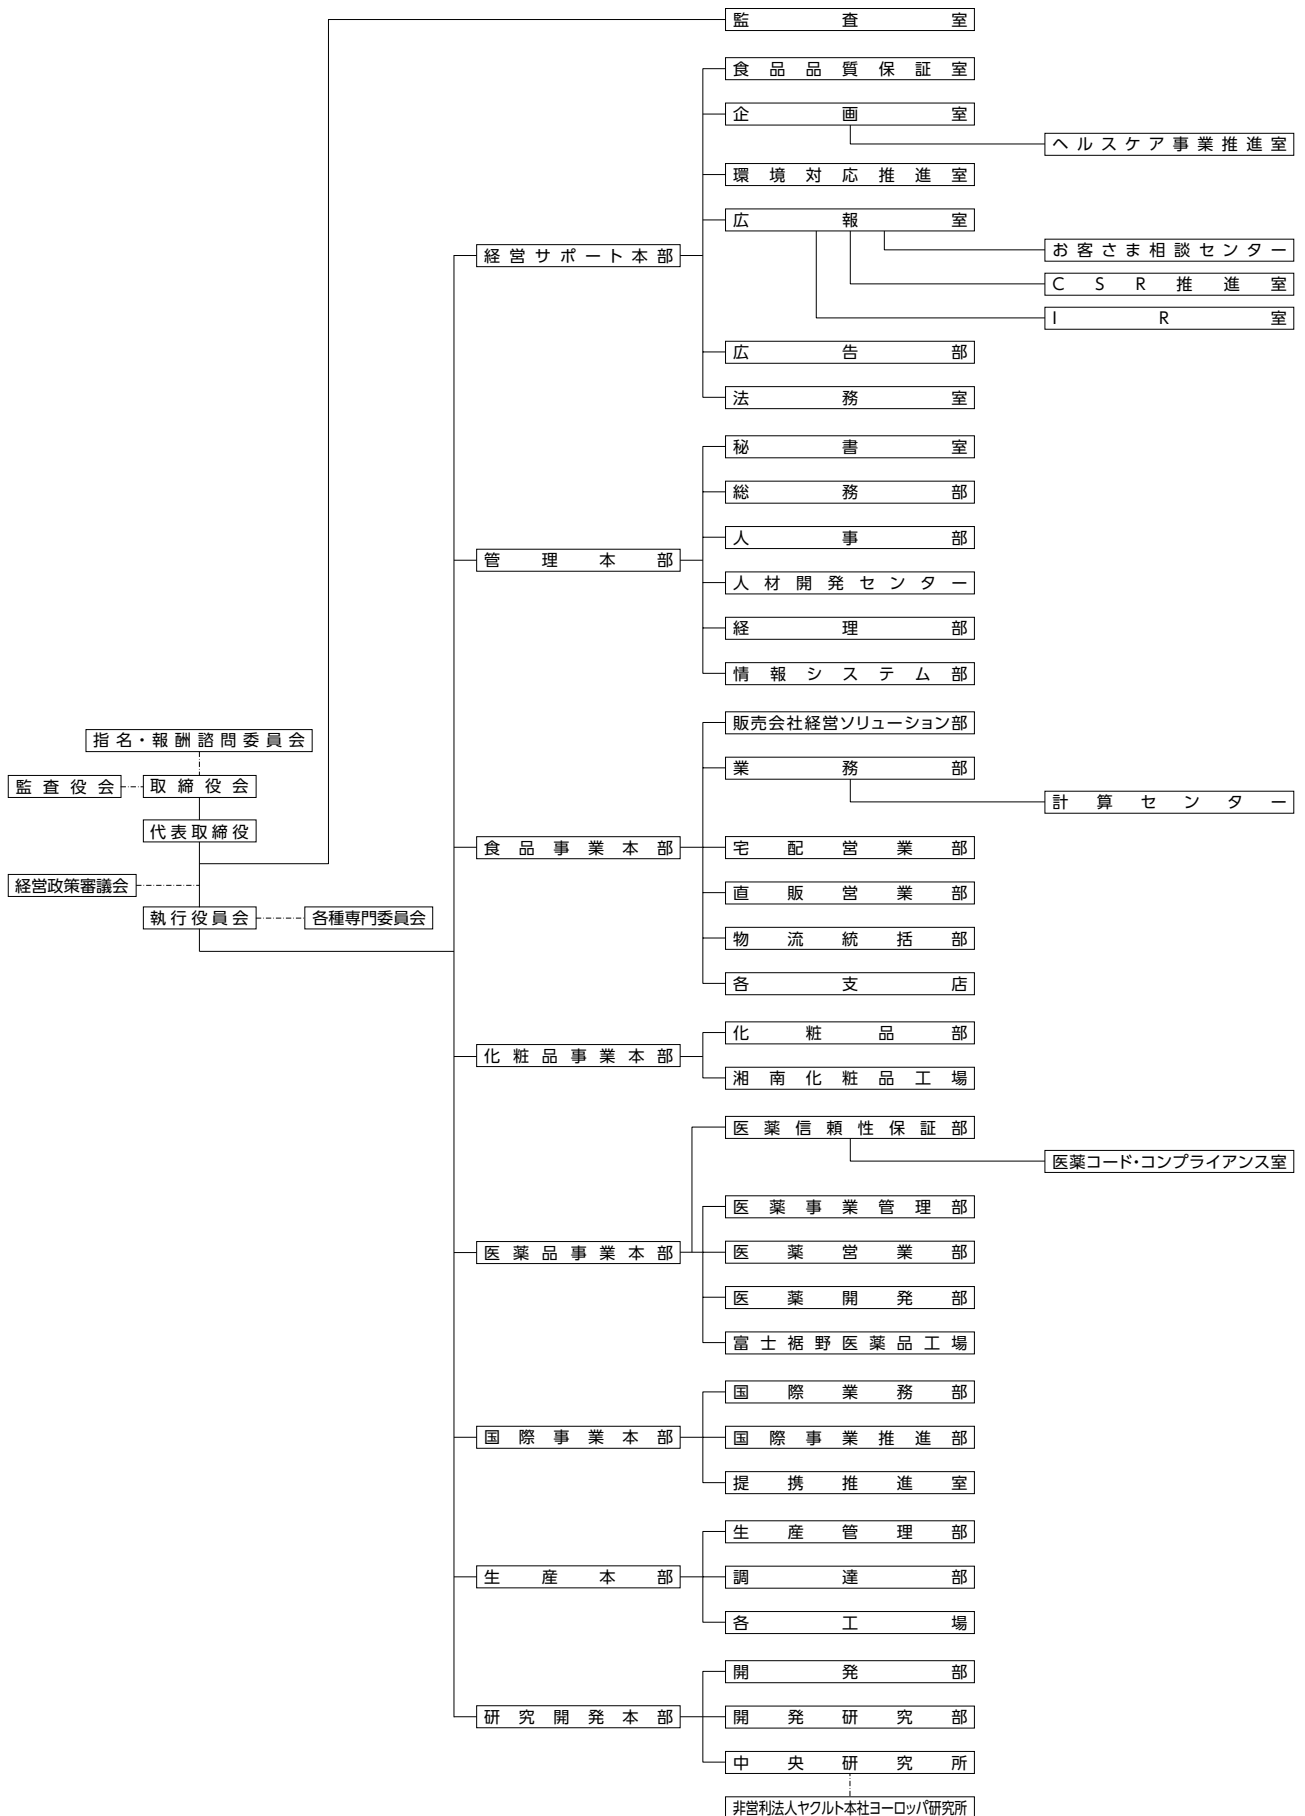 監査室
食品品質保証室
企画室
ヘルスケア事業推進室
環境対応推進室
広報室
経営サポート本部
お客さま相談センター
CSR推進室
IR室
広告部
法務室
秘書室
総務部
人事部
管理本部
人材開発センター
経理部
情報システム部
販売会社経営ソリューション部
指名・報酬諮問委員会
業務部
監査役会
取締役会
計算センター
代表取締役
食品事業本部
宅配営業部
経営政策審議会
直販営業部
執行役員会
各種専門委員会
物流統括部
各支店
化粧品部
化粧品事業本部
湘南化粧品工場
医薬信頼性保証部
医薬コード・コンプライアンス室
医薬事業管理部
医薬品事業本部
医薬営業部
医薬開発部
富士裾野医薬品工場
国際業務部
国際事業本部
国際事業推進部
提携推進室
生産管理部
生産本部
調達部
各工場
開発部
研究開発本部
開発研究部
中央研究所
非営利法人ヤクルト本社ヨーロッパ研究所